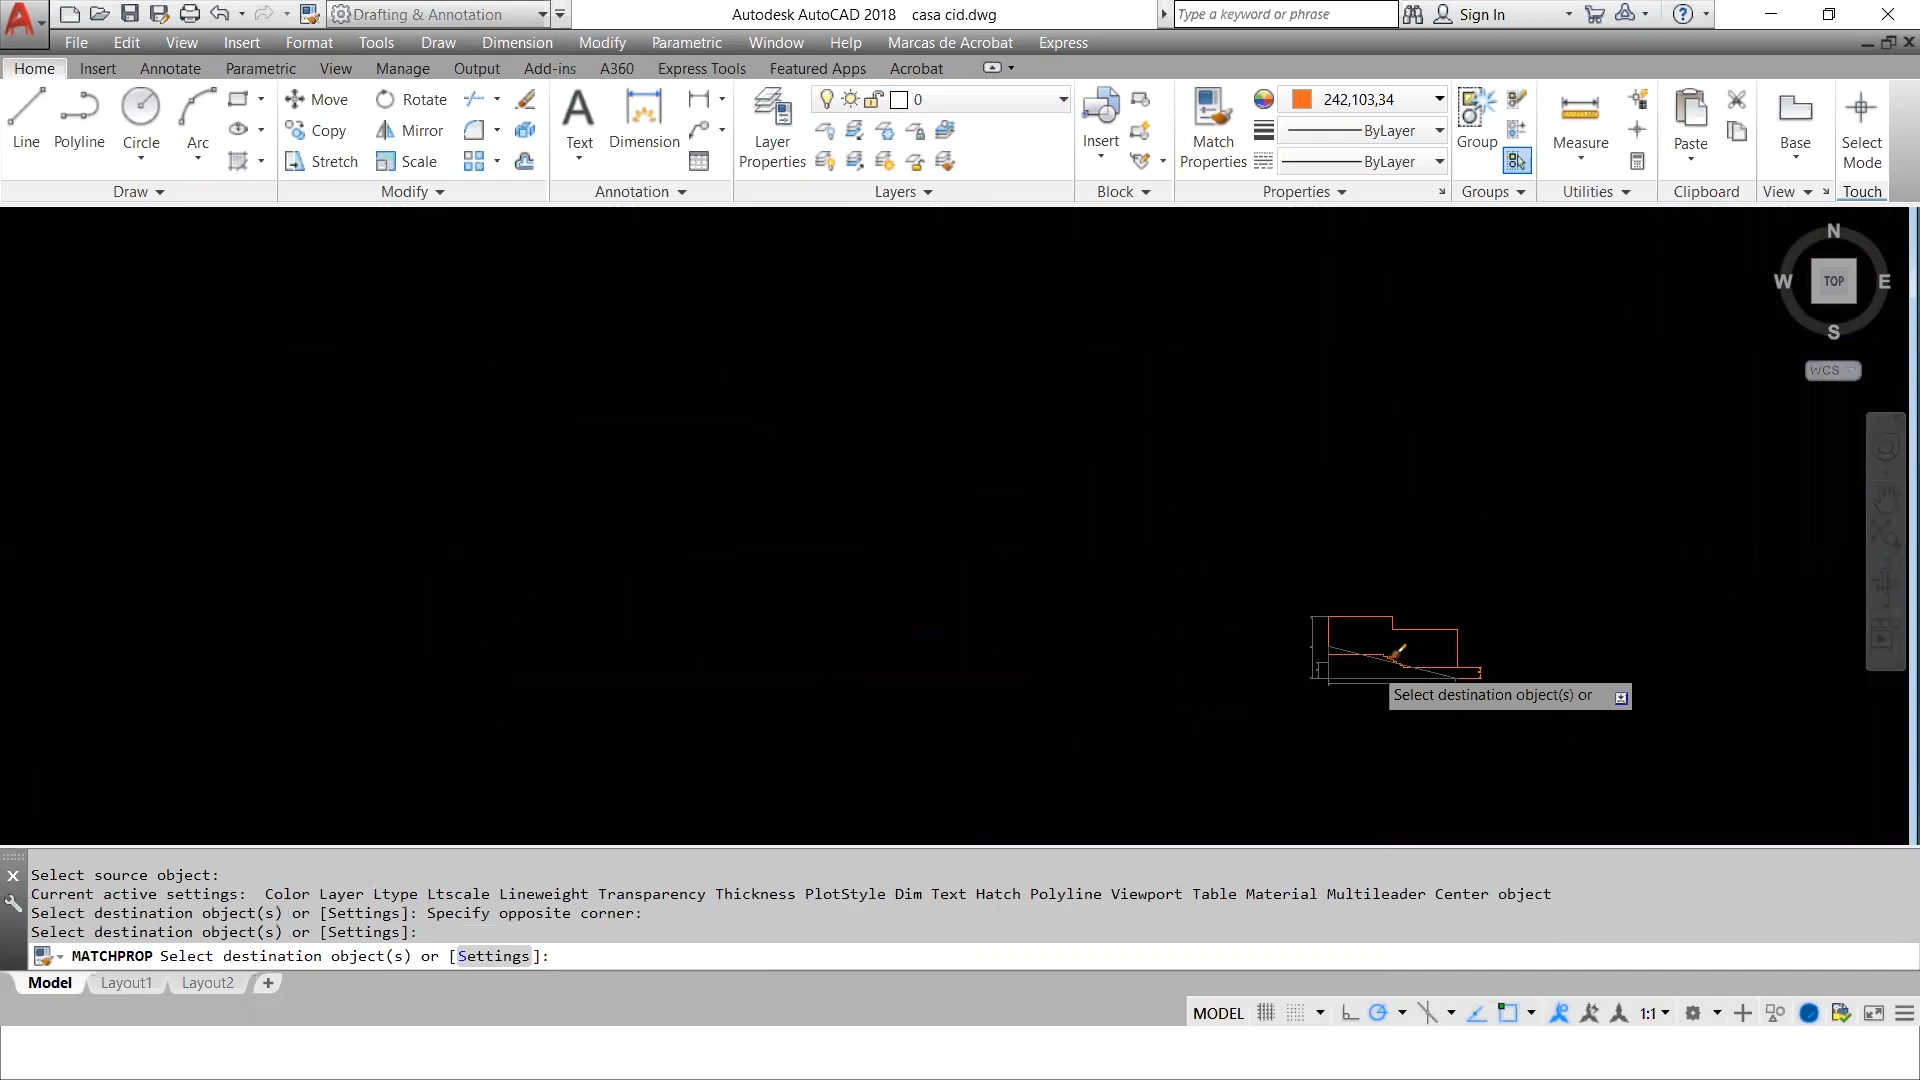 Drafting & Annotation
Autodesk AutoCAD 2018 casa cid.dwg
Type a keyword or phrase
Sign In
File Edit View Insert Format Tools Draw Dimension Modify Parametric Window Help Marcas de Acrobat Express
Home Insert Annotate Parametric View Manage Output Add-ins A360 Express Tools Featured Apps Acrobat
Line Polyline Circle Arc
Draw
Move Rotate
Copy Mirror
Stretch Scale
Modify
Text Dimension
Annotation
Layer Properties
0
Layers
Insert
Block
Match Properties
242,103,34
ByLayer
ByLayer
Properties
Group
Groups
Measure
Utilities
Paste
Clipboard
Base
View
Select Mode
Touch
N
W TOP E
S
WCS
Select destination object(s) or
Select source object:
Current active settings: Color Layer Ltype Ltscale Lineweight Transparency Thickness PlotStyle Dim Text Hatch Polyline Viewport Table Material Multileader Center object
Select destination object(s) or [Settings]: Specify opposite corner:
Select destination object(s) or [Settings]:
MATCHPROP Select destination object(s) or [Settings]:
Model Layout1 Layout2 +
MODEL 1:1